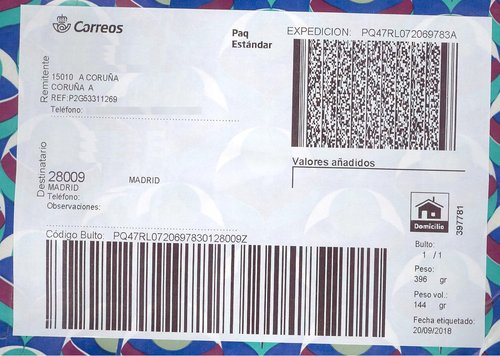 Correos
Paq
Estándar
EXPEDICION: PQ47RL072069783A
Remitente
15010 A CORUÑA
CORUÑA A
REF.P2G53311269
Telefono:
Valores añadidos
Destinatario
28009
MADRID MADRID
Teléfono:
Observaciones:
Domicilio
397781
Código Bulto PQ47RL0720697830128009Z
Bulto:
1 / 1
Peso:
396 gr
Peso vol.:
144 gr
Fecha etiquetado:
20/09/2018